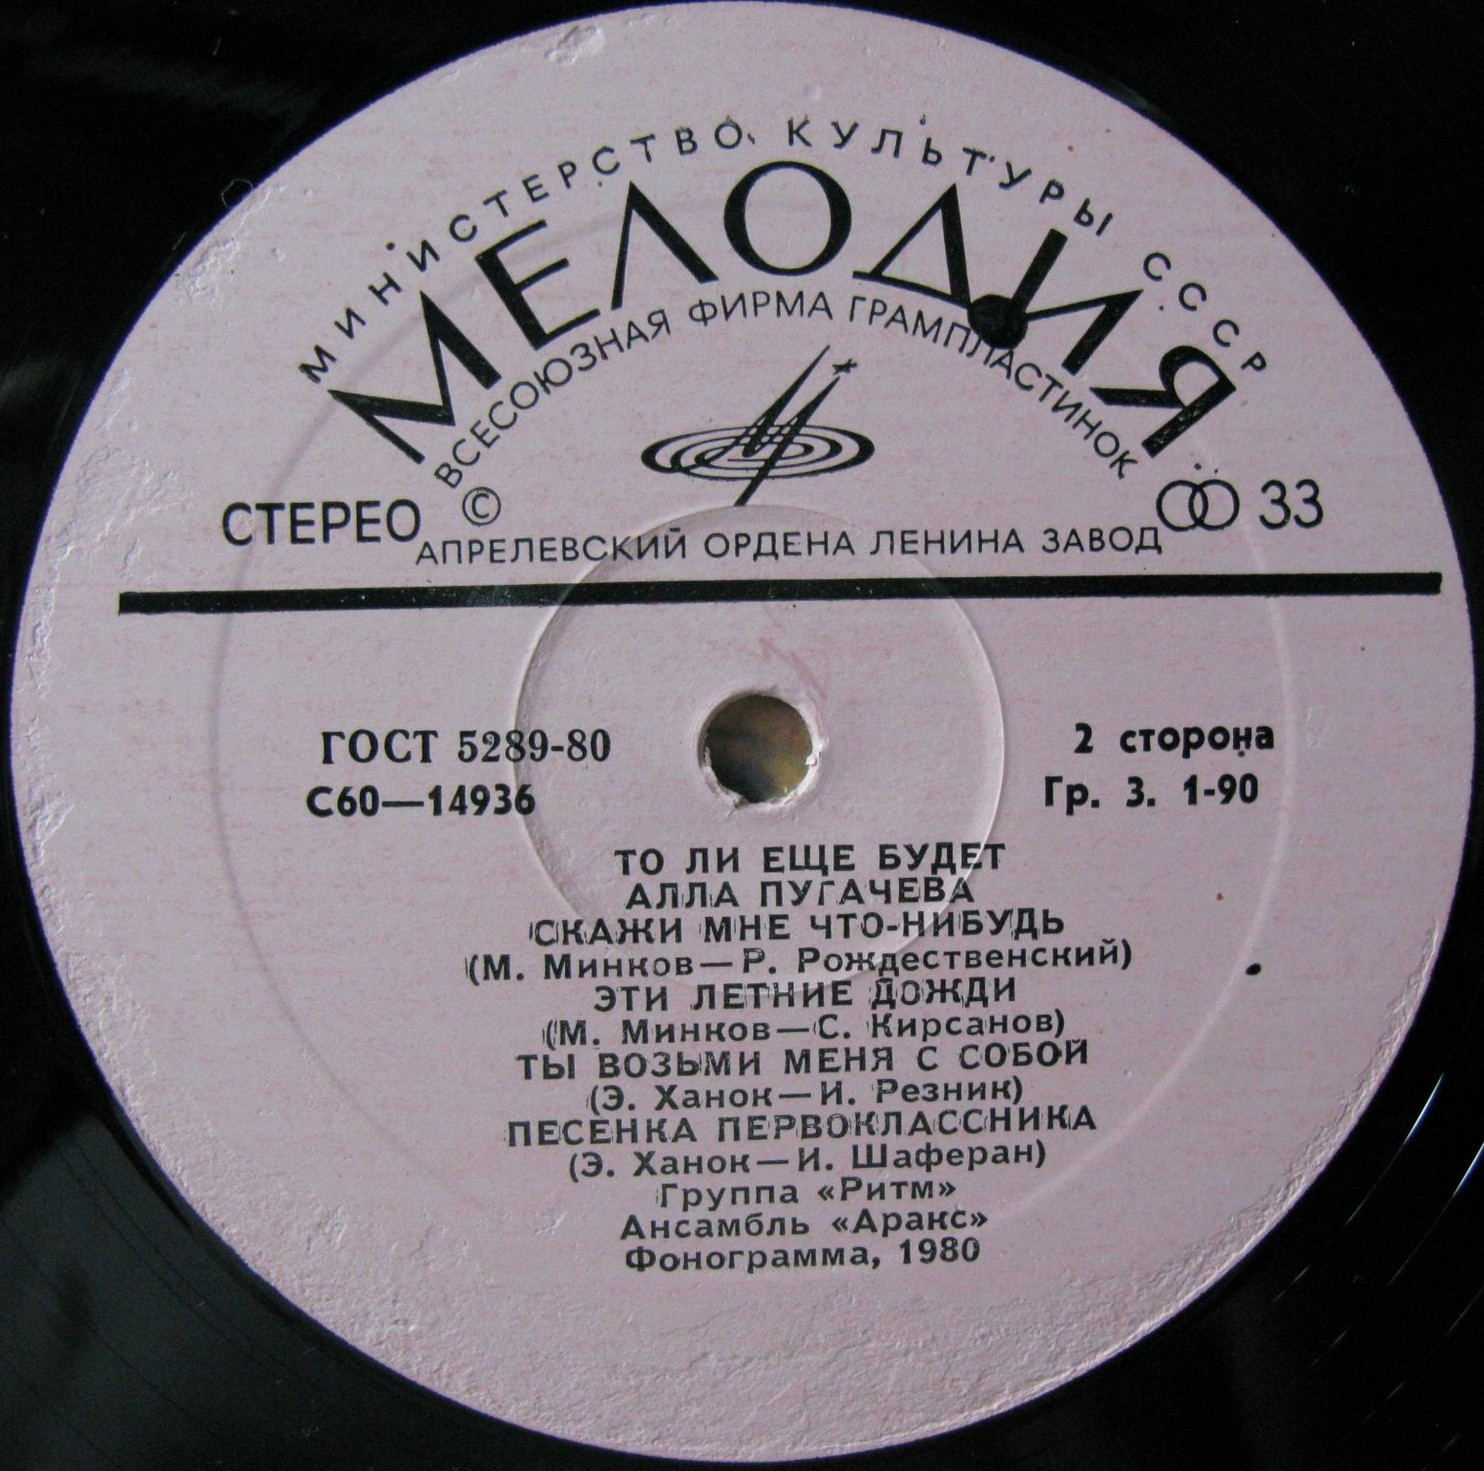 МИНИСТЕРСТВО КУЛЬТУРЫ СССР
МЕЛОДИЯ
ВСЕСОЮЗНАЯ ФИРМА ГРАМПЛАСТИНОК
СТЕРЕО © 33
АПРЕЛЕВСКИЙ ОРДЕНА ЛЕНИНА ЗАВОД
ГОСТ 5289-80
С60—14936
2 сторона
Гр. 3. 1-90
ТО ЛИ ЕЩЕ БУДЕТ
АЛЛА ПУГАЧЕВА
СКАЖИ МНЕ ЧТО-НИБУДЬ
(М. Минков—Р. Рождественский)
ЭТИ ЛЕТНИЕ ДОЖДИ
(М. Минков—С. Кирсанов)
ТЫ ВОЗЬМИ МЕНЯ С СОБОЙ
(Э. Ханок—И. Резник)
ПЕСЕНКА ПЕРВОКЛАССНИКА
(Э. Ханок—И. Шаферан)
Группа «Ритм»
Ансамбль «Аракс»
Фонограмма, 1980